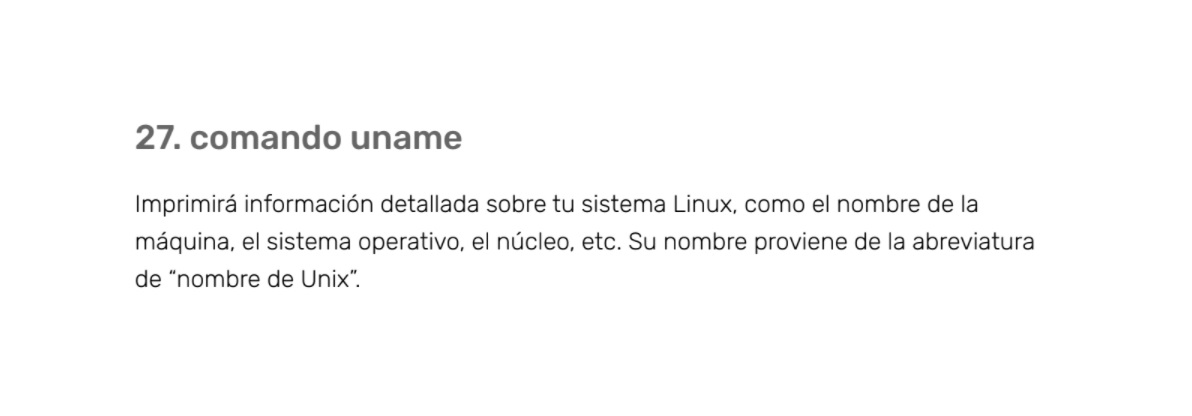 27. comando uname
Imprimirá información detallada sobre tu sistema Linux, como el nombre de la
máquina, el sistema operativo, el núcleo, etc. Su nombre proviene de la abreviatura
de “nombre de Unix”.